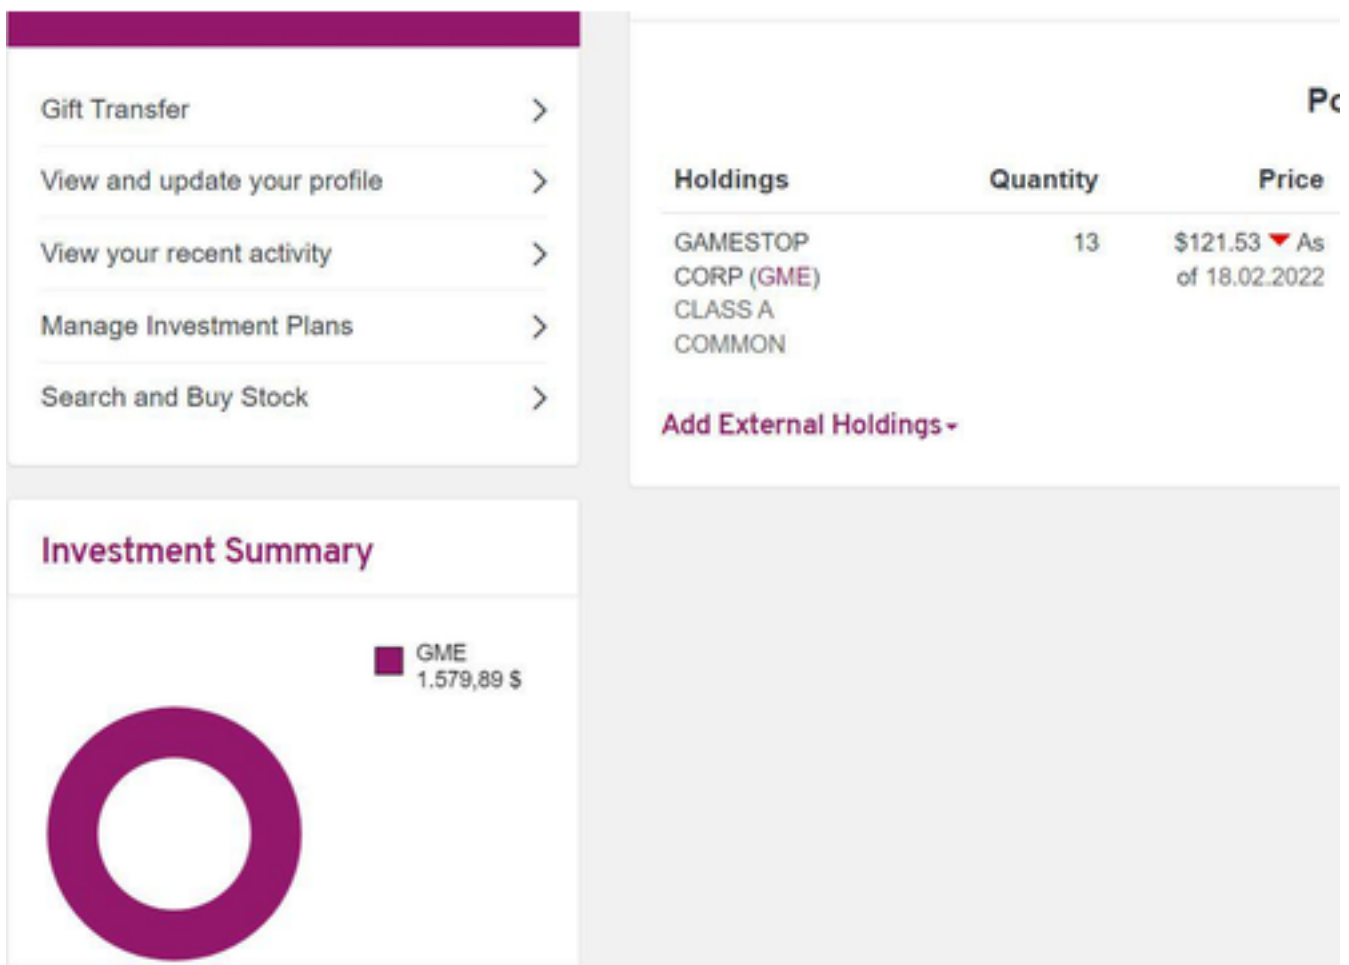 Gift Transfer
View and update your profile
View your recent activity
Manage Investment Plans
Search and Buy Stock
Investment Summary
GME
1.579,89 $
Holdings Quantity Price
GAMESTOP 13 $121.53 As
CORP (GME) of 18.02.2022
CLASS A
COMMON
Add External Holdings